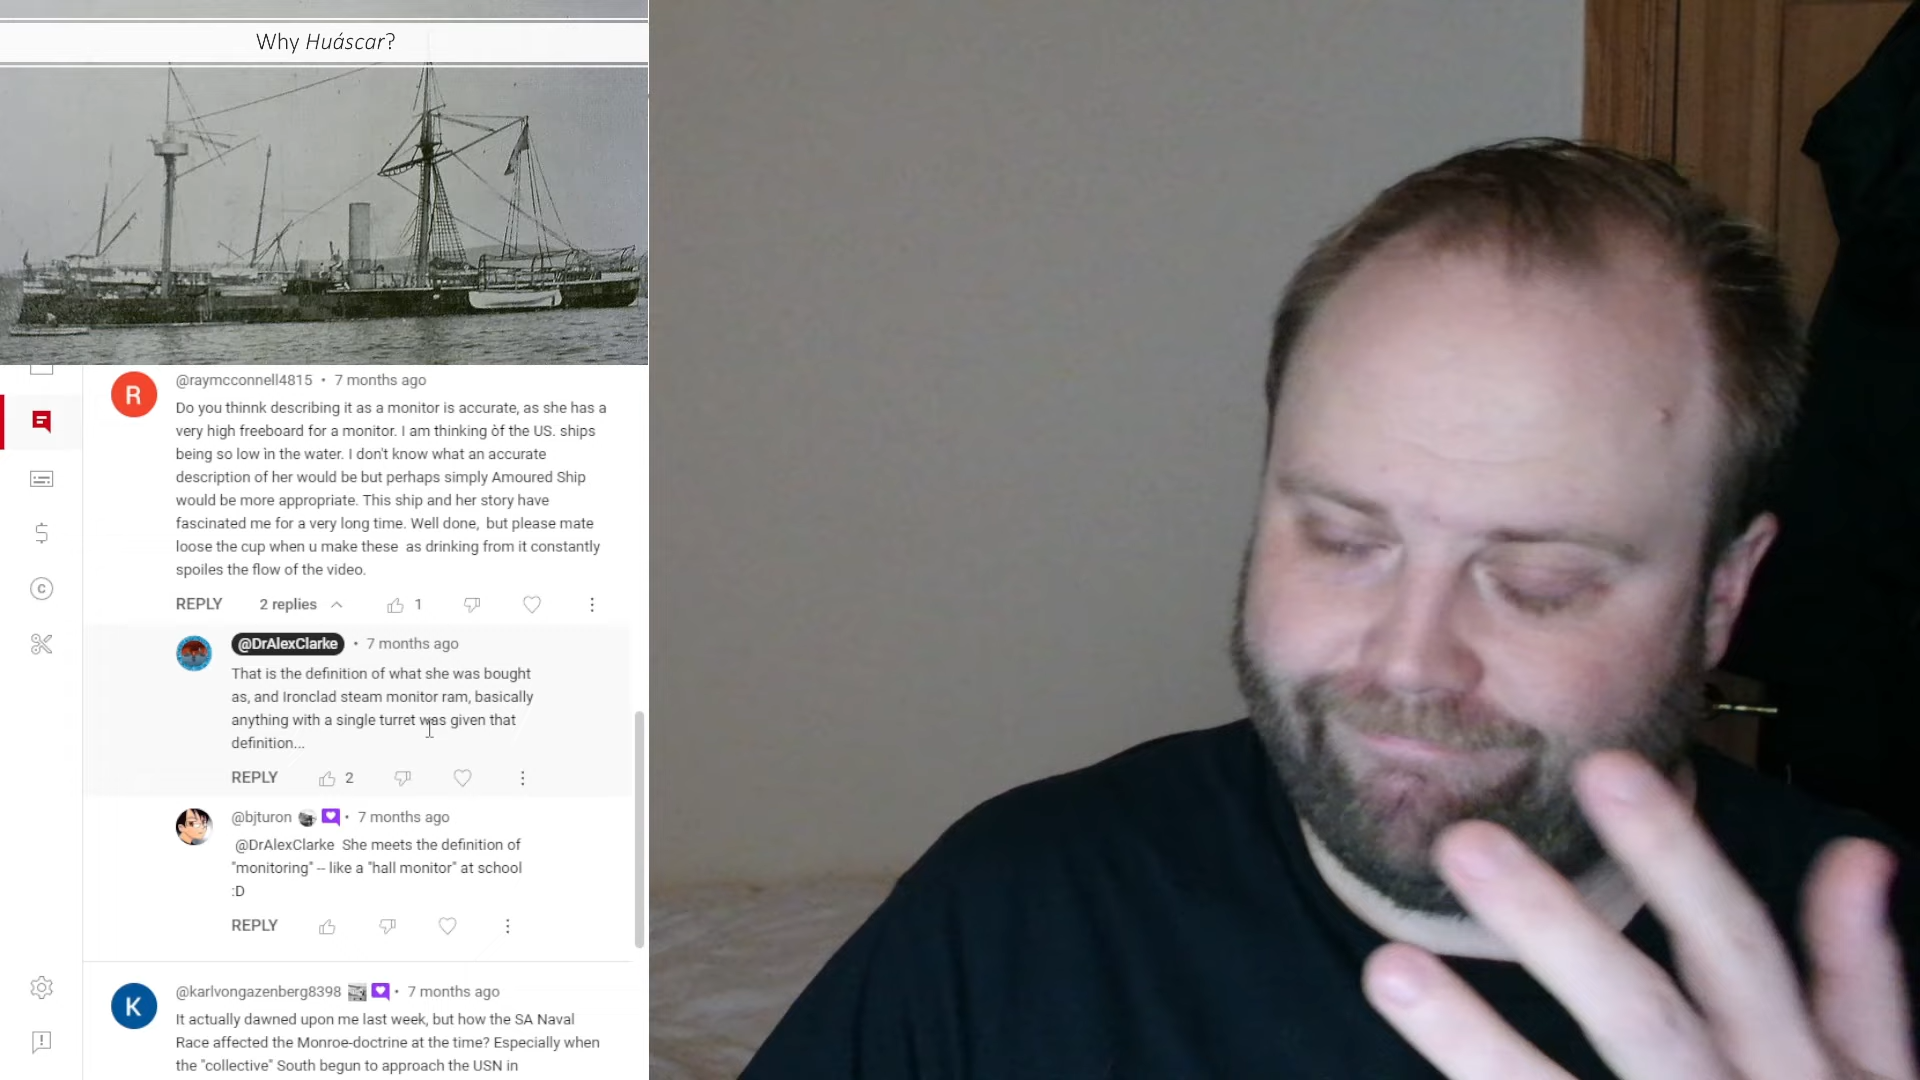 Why Huáscar?
@raymcconnell4815 • 7 months ago
R
Do you thinnk describing it as a monitor is accurate, as she has a
very high freeboard for a monitor. I am thinking òf the US. ships
being so low ìn the water. I don't know what an accurate
description of her would be but perhaps simply Amoured Ship
would be more appropriate. This ship and her story have
fascinated me for a very long time. Well done, but please mate
loose the cup when u make these as drinking from it constantly
spoiles the flow of the video.
REPLY 2 replies 1
@DrAlexClarke • 7 months ago
That is the definition of what she was bought
as, and Ironclad steam monitor ram, basically
anything with a single turret was given that
definition...
REPLY 2
@bjturon • 7 months ago
@DrAlexClarke She meets the definition of
"monitoring" -- like a "hall monitor" at school
:D
REPLY
@karlvongazenberg8398 • 7 months ago
K
It actually dawned upon me last week, but how the SA Naval
Race affected the Monroe-doctrine at the time? Especially when
the "collective" South begun to approach the USN in